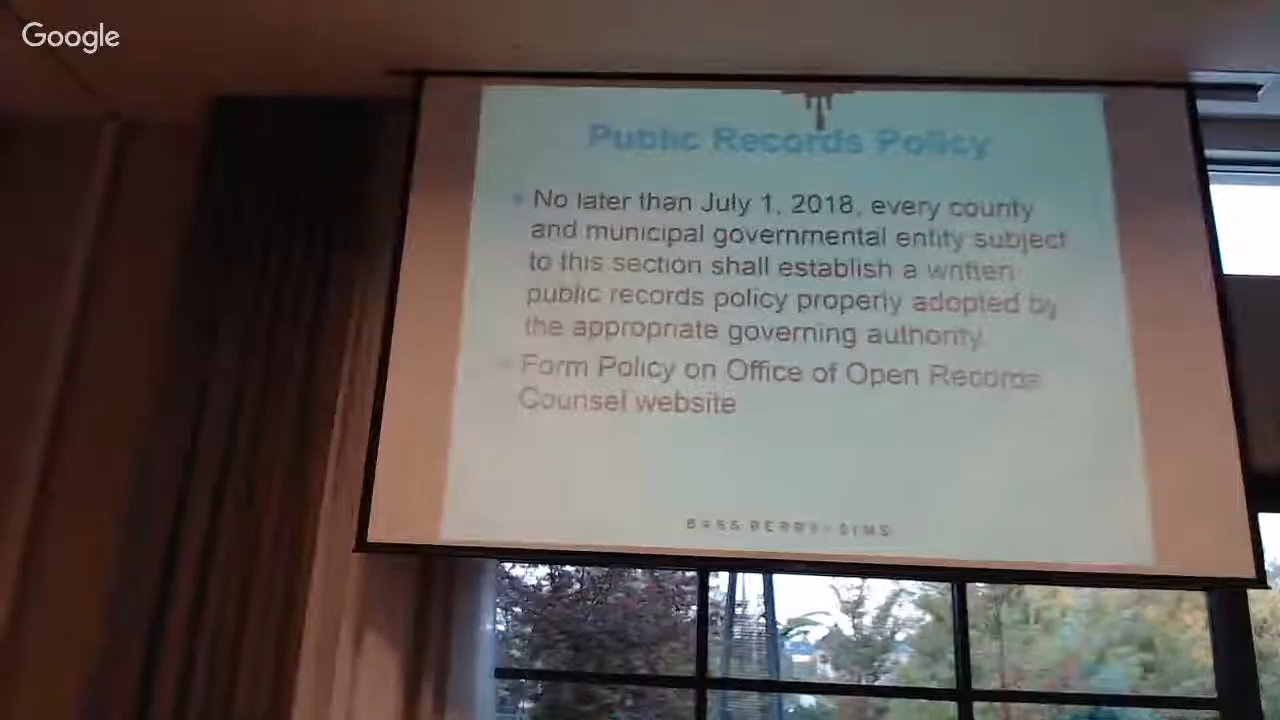 Google
Public Records Policy
No later than July 1, 2018, every county
and municipal governmental entity subject
to this section shall establish a written
public records policy properly adopted by
the appropriate governing authority.
Form Policy on Office of Open Records
Counsel website
BASS BERRY + SIMS